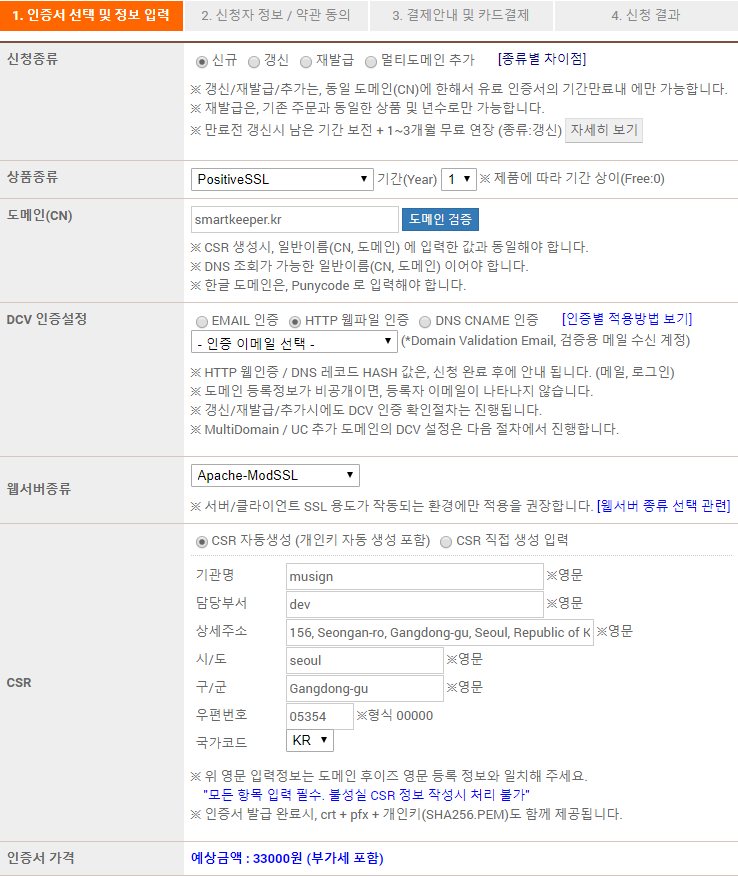 1. 인증서 선택 및 정보 입력 2. 신청자 정보 / 약관 동의 3. 결제안내 및 카드결제 4. 신청 결과
신청종류 신규 갱신 재발급 멀티도메인 추가 [종류별 차이점]
※ 갱신/재발급/추가는, 동일 도메인(CN)에 한해서 유료 인증서의 기간만료내 에만 가능합니다.
※ 재발급은, 기존 주문과 동일한 상품 및 년수로만 가능합니다.
※ 만료전 갱신시 남은 기간 보전 + 1~3개월 무료 연장 (종류:갱신) 자세히 보기
상품종류 PositiveSSL 기간(Year) 1 ※ 제품에 따라 기간 상이(Free:0)
도메인(CN) smartkeeper.kr 도메인 검증
※ CSR 생성시, 일반이름(CN, 도메인) 에 입력한 값과 동일해야 합니다.
※ DNS 조회가 가능한 일반이름(CN, 도메인) 이어야 합니다.
※ 한글 도메인은, Punycode 로 입력해야 합니다.
DCV 인증설정 EMAIL 인증 HTTP 웹파일 인증 DNS CNAME 인증 [인증별 적용방법 보기]
- 인증 이메일 선택 - (*Domain Validation Email, 검증용 메일 수신 계정)
※ HTTP 웹인증 / DNS 레코드 HASH 값은, 신청 완료 후에 안내 됩니다. (메일, 로그인)
※ 도메인 등록정보가 비공개이면, 등록자 이메일이 나타나지 않습니다.
※ 갱신/재발급/추가시에도 DCV 인증 확인절차는 진행됩니다.
※ MultiDomain / UC 추가 도메인의 DCV 설정은 다음 절차에서 진행합니다.
웹서버종류 Apache-ModSSL
※ 서버/클라이언트 SSL 용도가 작동되는 환경에만 적용을 권장합니다. [웹서버 종류 선택 관련]
CSR CSR 자동생성 (개인키 자동 생성 포함) CSR 직접 생성 입력
기관명 musign ※영문
담당부서 dev ※영문
상세주소 156, Seongan-ro, Gangdong-gu, Seoul, Republic of K ※영문
시/도 seoul ※영문
구/군 Gangdong-gu ※영문
우편번호 05354 ※형식 00000
국가코드 KR
※ 위 영문 입력정보는 도메인 후이즈 영문 등록 정보와 일치해 주세요.
"모든 항목 입력 필수. 불성실 CSR 정보 작성시 처리 불가"
※ 인증서 발급 완료시, crt + pfx + 개인키(SHA256.PEM)도 함께 제공됩니다.
인증서 가격 예상금액 : 33000원 (부가세 포함)